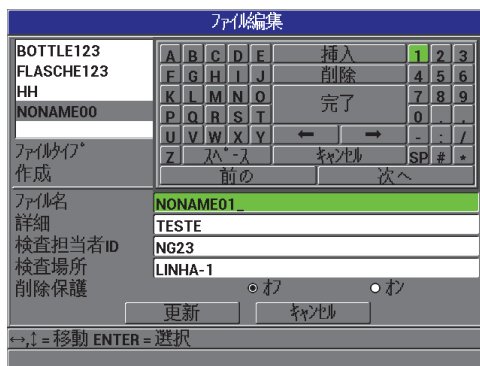 ファイル編集
BOTTLE123
FLASCHE123
HH
NONAME00
A B C D E 挿入 1 2 3
F G H I J 削除 4 5 6
K L M N O 完了 7 8 9
P Q R S T 0 . ,
U V W X Y ← → - : /
Z スペース キャンセル SP # *
前の 次へ
ファイルタイプ
作成
ファイル名 NONAME01_
詳細 TESTE
検査担当者ID NG23
検査場所 LINHA-1
削除保護 オフ オン
更新 キャンセル
↔,↕ = 移動 ENTER = 選択